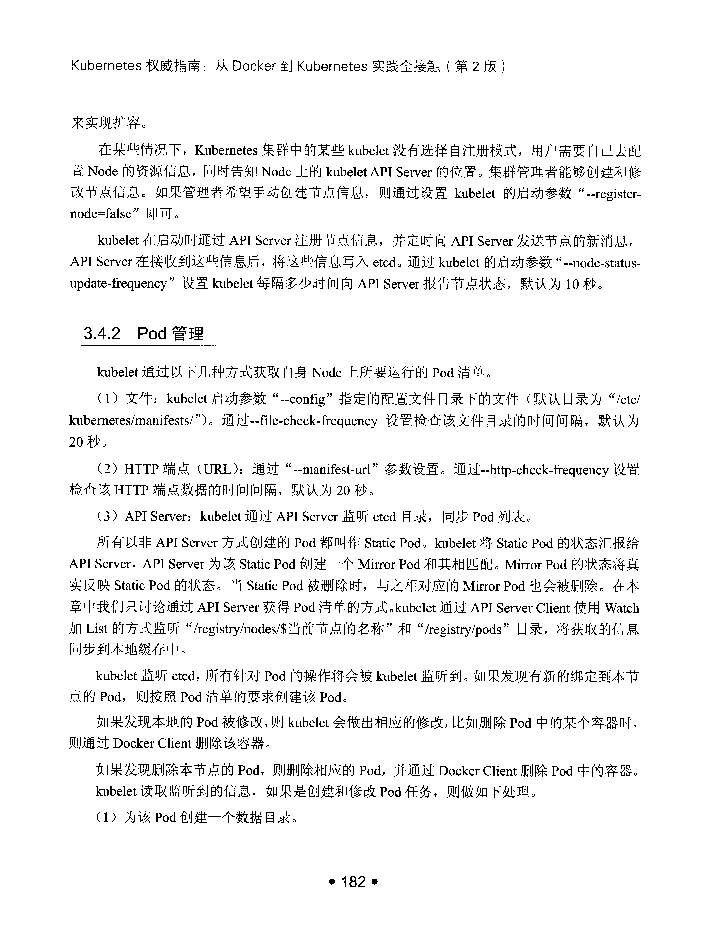 Kubernetes 权威指南：从 Docker 到 Kubernetes 实践全接触（第 2 版）
来实现扩容。
在某些情况下，Kubernetes 集群中的某些 kubelet 没有选择自注册模式，用户需要自己去配
置 Node 的资源信息，同时告知 Node 上的 kubelet API Server 的位置。集群管理者能够创建和修
改节点信息。如果管理者希望手动创建节点信息，则通过设置 kubelet 的启动参数“--register-
node=false”即可。
kubelet 在启动时通过 API Server 注册节点信息，并定时向 API Server 发送节点的新消息，
API Server 在接收到这些信息后，将这些信息写入 etcd。通过 kubelet 的启动参数“--node-status-
update-frequency”设置 kubelet 每隔多少时间向 API Server 报告节点状态，默认为 10 秒。
3.4.2 Pod 管理
kubelet 通过以下几种方式获取自身 Node 上所要运行的 Pod 清单。
（1）文件：kubelet 启动参数“--config”指定的配置文件目录下的文件（默认目录为“/etc/
kubernetes/manifests/”）。通过--file-check-frequency 设置检查该文件目录的时间间隔，默认为
20 秒。
（2）HTTP 端点（URL）：通过“--manifest-url”参数设置。通过--http-check-frequency 设置
检查该 HTTP 端点数据的时间间隔，默认为 20 秒。
（3）API Server：kubelet 通过 API Server 监听 etcd 目录，同步 Pod 列表。
所有以非 API Server 方式创建的 Pod 都叫作 Static Pod。kubelet 将 Static Pod 的状态汇报给
API Server，API Server 为该 Static Pod 创建一个 Mirror Pod 和其相匹配。Mirror Pod 的状态将真
实反映 Static Pod 的状态。当 Static Pod 被删除时，与之相对应的 Mirror Pod 也会被删除。在本
章中我们只讨论通过 API Server 获得 Pod 清单的方式。kubelet 通过 API Server Client 使用 Watch
加 List 的方式监听“/registry/nodes/$当前节点的名称”和“/registry/pods”目录，将获取的信息
同步到本地缓存中。
kubelet 监听 etcd，所有针对 Pod 的操作将会被 kubelet 监听到。如果发现有新的绑定到本节
点的 Pod，则按照 Pod 清单的要求创建该 Pod。
如果发现本地的 Pod 被修改，则 kubelet 会做出相应的修改，比如删除 Pod 中的某个容器时，
则通过 Docker Client 删除该容器。
如果发现删除本节点的 Pod，则删除相应的 Pod，并通过 Docker Client 删除 Pod 中的容器。
kubelet 读取监听到的信息，如果是创建和修改 Pod 任务，则做如下处理。
（1）为该 Pod 创建一个数据目录。
• 182 •